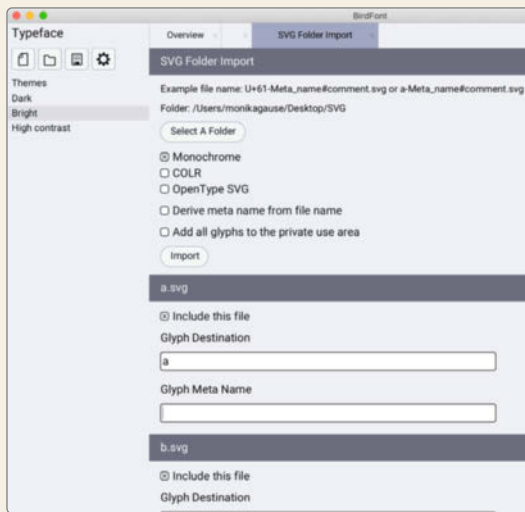 BirdFont
Typeface
Overview
SVG Folder Import
Themes
Dark
Bright
High contrast
SVG Folder Import
Example file name: U+61-Meta_name#comment.svg or a-Meta_name#comment.svg
Folder: /Users/monikagause/Desktop/SVG
Select A Folder
Monochrome
COLR
OpenType SVG
Derive meta name from file name
Add all glyphs to the private use area
Import
a.svg
Include this file
Glyph Destination
a
Glyph Meta Name
b.svg
Include this file
Glyph Destination